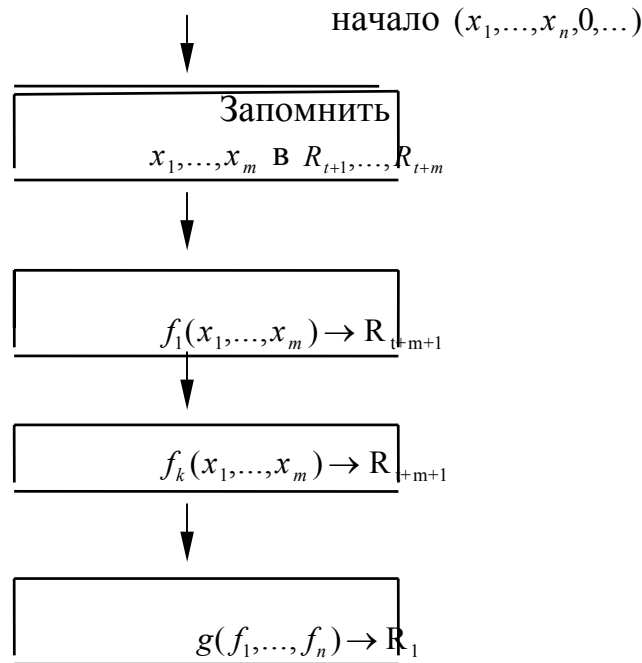 начало (x₁,…,xₙ,0,…)
Запомнить
x₁,…,xₘ в Rₜ₊₁,…,Rₜ₊ₘ
f₁(x₁,…,xₘ) → R ₜ₊ₘ₊₁
fₖ(x₁,…,xₘ) → R ₜ₊ₘ₊₁
g(f₁,…,fₙ) → R₁